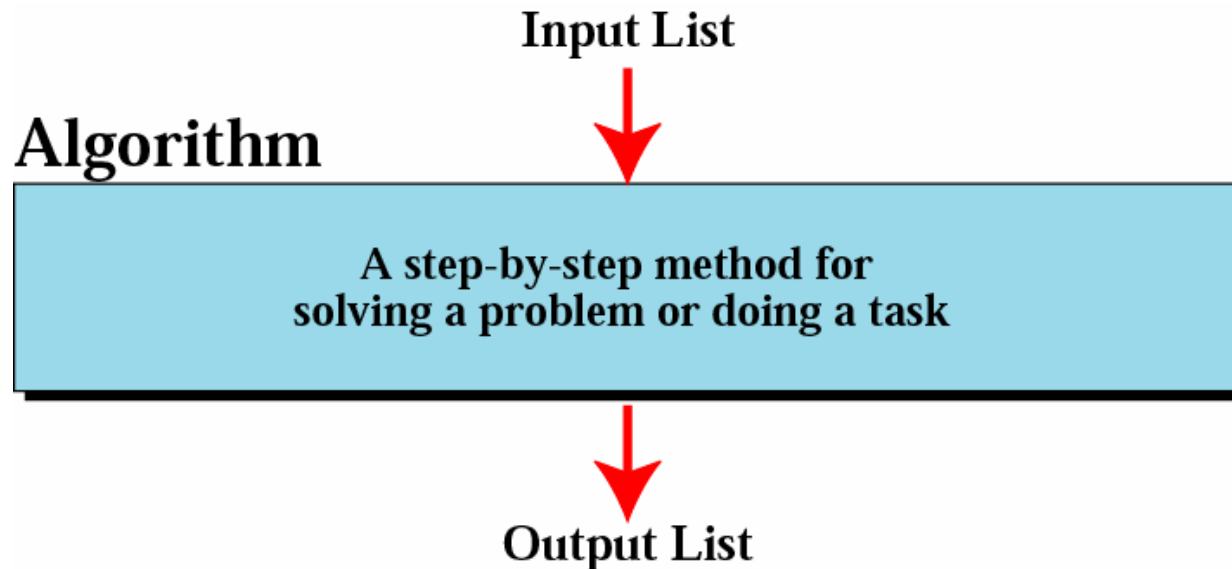 Input List
Algorithm
A step-by-step method for
solving a problem or doing a task
Output List